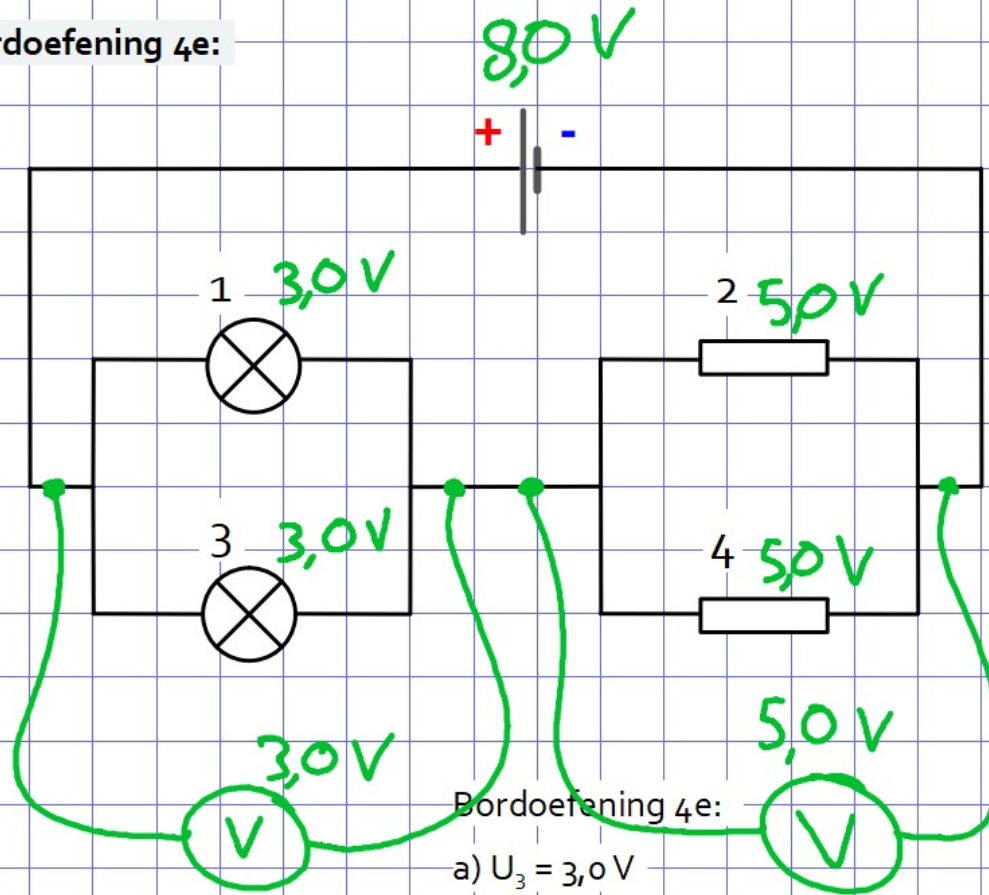 rdoefening 4e:
8,0 V
+ -
1 3,0 V
2 5,0 V
3 3,0 V
4 5,0 V
3,0 V
5,0 V
V
V
Bordoefening 4e:
a) U₃ = 3,0 V